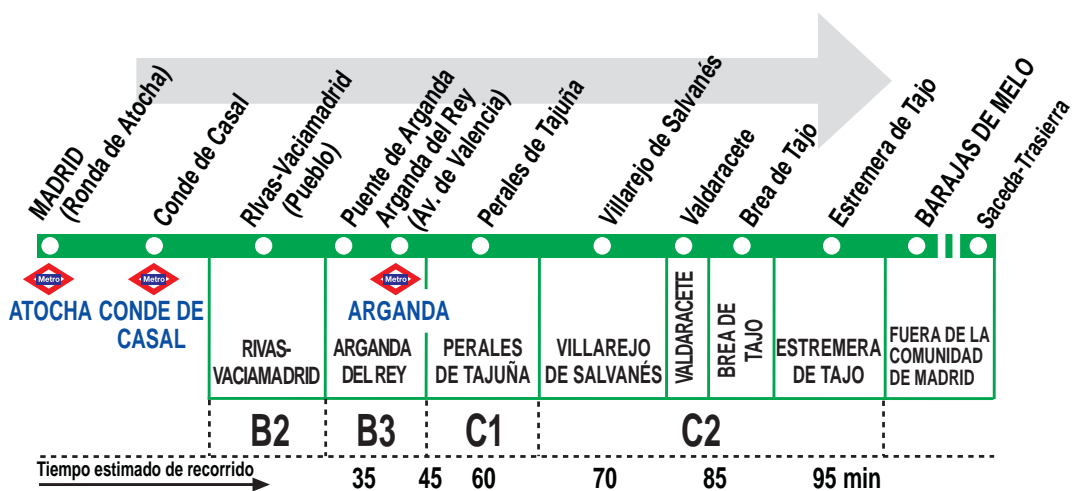 MADRID
(Ronda de Atocha)
Conde de Casal
RIvas-Vaciamadrid
(Pueblo)
Puente de Arganda
Arganda del Rey
(Av. de Valencia)
Perales de Tajuña
Villarejo de Salvanés
Valdaracete
Brea de Tajo
Estremera de Tajo
BARAJAS DE MELO
Saceda-Trasierra
Metro
Metro
Metro
ATOCHA
CONDE DE
CASAL
ARGANDA
RIVAS-
VACIAMADRID
ARGANDA
DEL REY
PERALES
DE TAJUÑA
VILLAREJO
DE SALVANÉS
VALDARACETE
BREA DE
TAJO
ESTREMERA
DE TAJO
FUERA DE LA
COMUNIDAD
DE MADRID
B2
B3
C1
C2
Tiempo estimado de recorrido
35 45 60 70 85 95 min